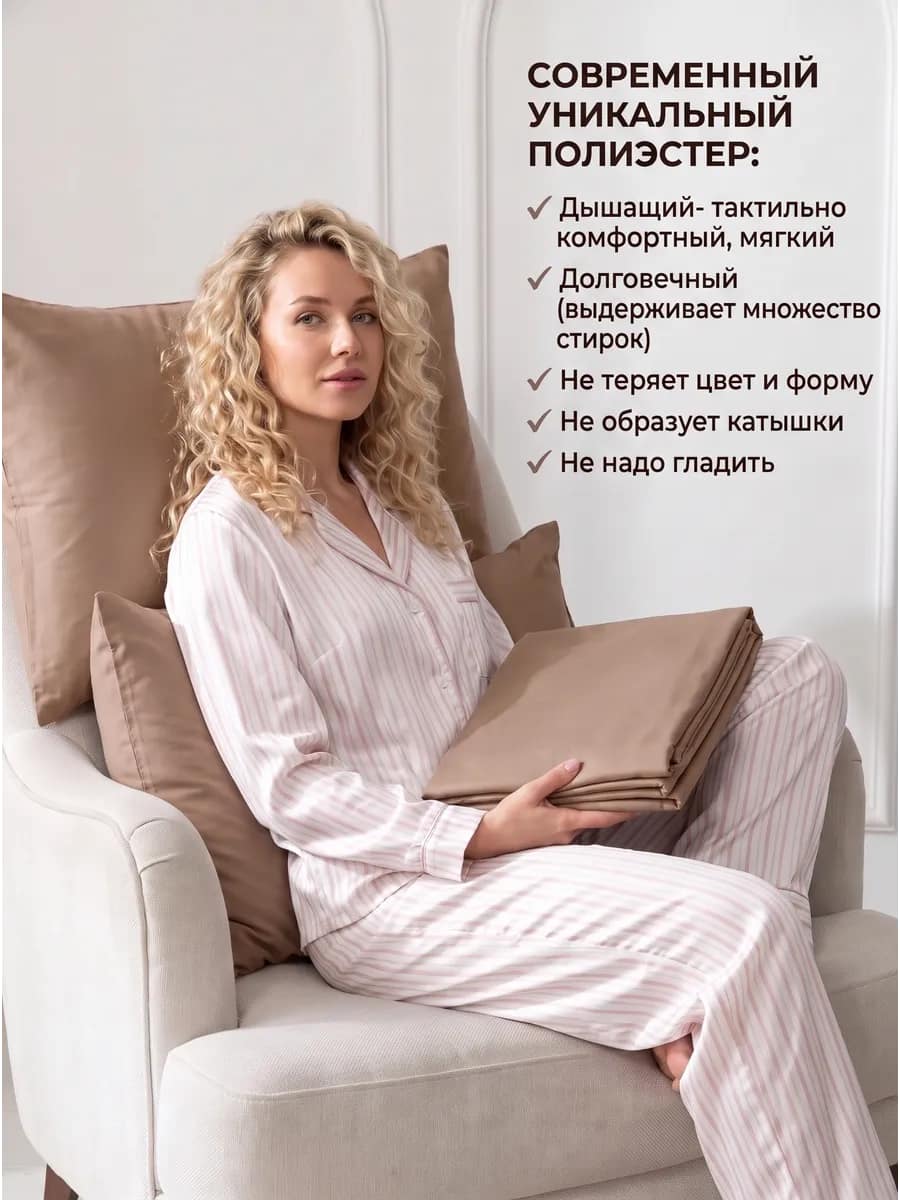 СОВРЕМЕННЫЙ
УНИКАЛЬНЫЙ
ПОЛИЭСТЕР:
Дышащий- тактильно
комфортный, мягкий
Долговечный
(выдерживает множество
стирок)
Не теряет цвет и форму
Не образует катышки
Не надо гладить